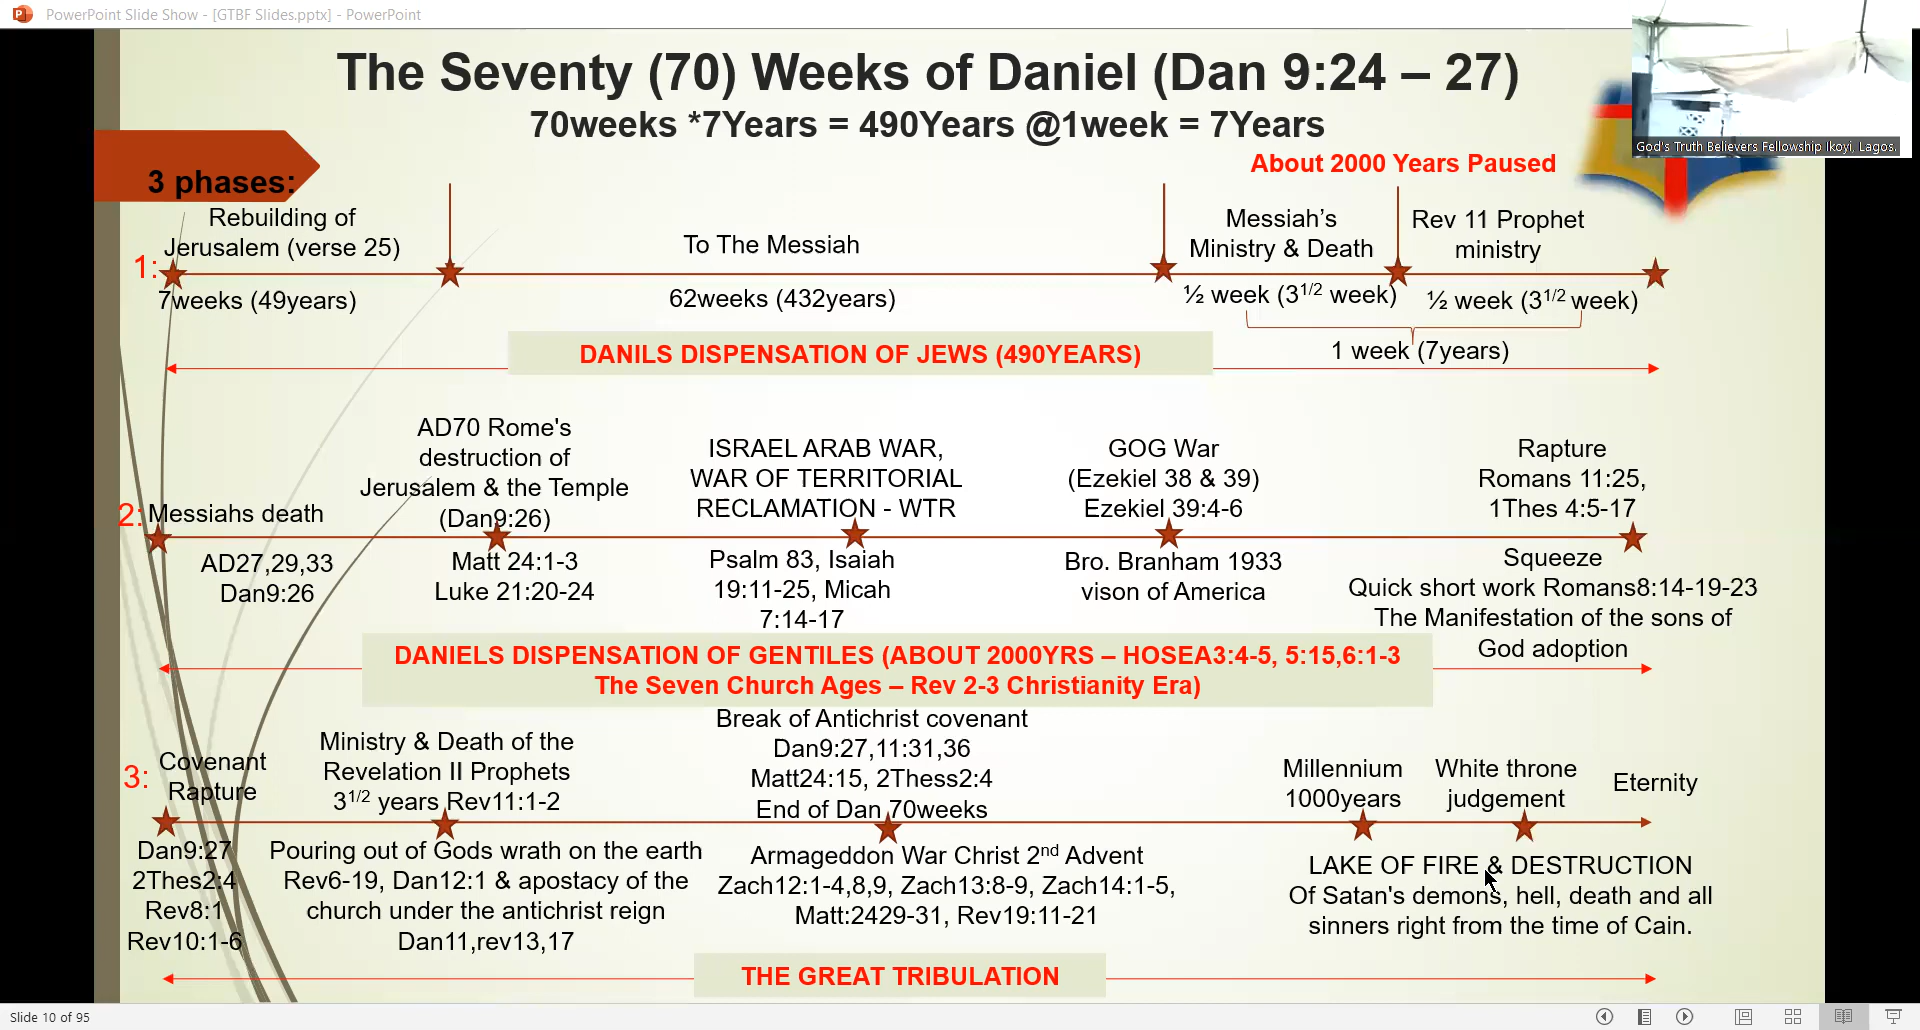 PowerPoint Slide Show - [GTBF Slides.pptx] - PowerPoint
The Seventy (70) Weeks of Daniel (Dan 9:24 – 27)
70weeks *7Years = 490Years @1week = 7Years
God's Truth Believers Fellowship Ikoyi, Lagos.
About 2000 Years Paused
3 phases:
1:
Rebuilding of
Jerusalem (verse 25)
7weeks (49years)
To The Messiah
62weeks (432years)
Messiah’s
Ministry & Death
½ week (3^1/2 week)
Rev 11 Prophet
ministry
½ week (3^1/2 week)
1 week (7years)
DANILS DISPENSATION OF JEWS (490YEARS)
2:
Messiahs death
AD27,29,33
Dan9:26
AD70 Rome's
destruction of
Jerusalem & the Temple
(Dan9:26)
Matt 24:1-3
Luke 21:20-24
ISRAEL ARAB WAR,
WAR OF TERRITORIAL
RECLAMATION - WTR
Psalm 83, Isaiah
19:11-25, Micah
7:14-17
GOG War
(Ezekiel 38 & 39)
Ezekiel 39:4-6
Bro. Branham 1933
vison of America
Rapture
Romans 11:25,
1Thes 4:5-17
Squeeze
Quick short work Romans8:14-19-23
The Manifestation of the sons of
God adoption
DANIELS DISPENSATION OF GENTILES (ABOUT 2000YRS – HOSEA3:4-5, 5:15,6:1-3
The Seven Church Ages – Rev 2-3 Christianity Era)
3:
Covenant
Rapture
Dan9:27
2Thes2:4
Rev8:1
Rev10:1-6
Ministry & Death of the
Revelation II Prophets
3^1/2 years Rev11:1-2
Pouring out of Gods wrath on the earth
Rev6-19, Dan12:1 & apostacy of the
church under the antichrist reign
Dan11,rev13,17
Break of Antichrist covenant
Dan9:27,11:31,36
Matt24:15, 2Thess2:4
End of Dan 70weeks
Armageddon War Christ 2nd Advent
Zach12:1-4,8,9, Zach13:8-9, Zach14:1-5,
Matt:2429-31, Rev19:11-21
Millennium
1000years
White throne
judgement
Eternity
LAKE OF FIRE & DESTRUCTION
Of Satan's demons, hell, death and all
sinners right from the time of Cain.
THE GREAT TRIBULATION
Slide 10 of 95